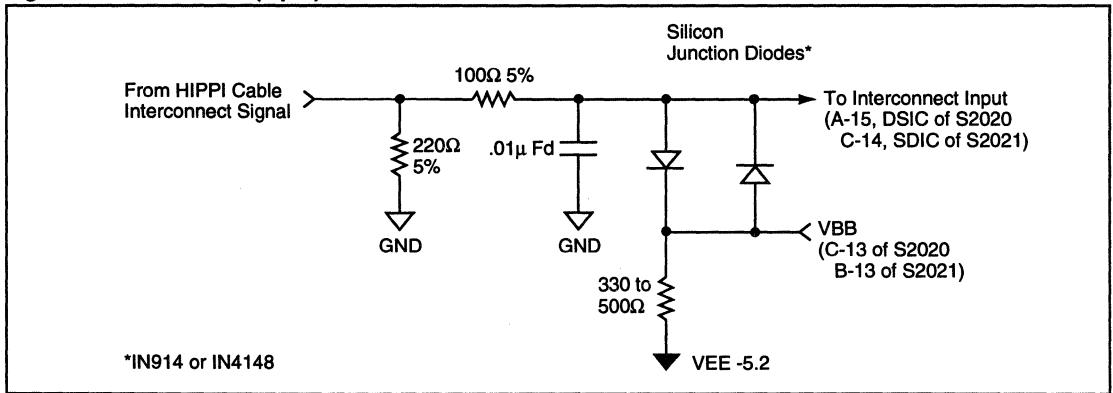 Silicon
Junction Diodes*
100Ω 5%
From HIPPI Cable
Interconnect Signal
To Interconnect Input
(A-15, DSIC of S2020
C-14, SDIC of S2021)
220Ω
5%
.01μ Fd
GND
GND
VBB
(C-13 of S2020
B-13 of S2021)
330 to
500Ω
*IN914 or IN4148
VEE -5.2